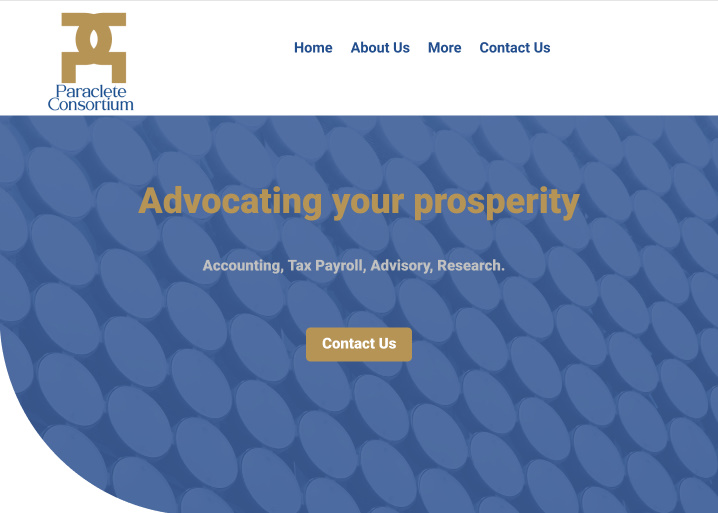 Paraclete
Consortium
Home About Us More Contact Us
Advocating your prosperity
Accounting, Tax Payroll, Advisory, Research.
Contact Us